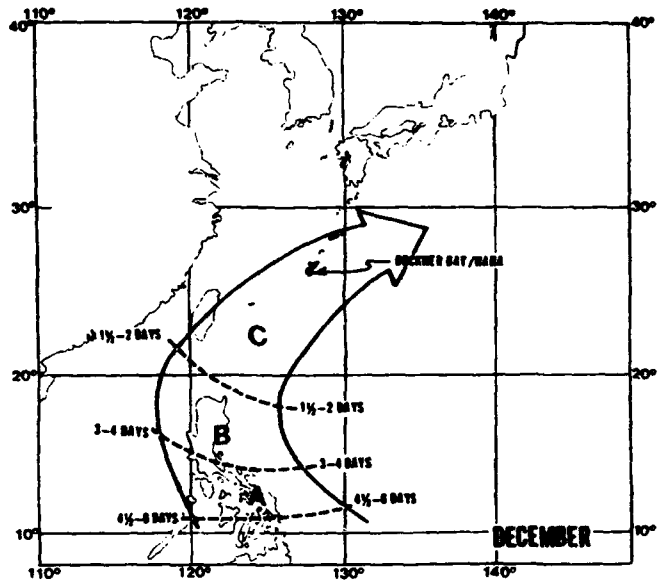 110° 120° 130° 140°
40° 40°
30° 30°
BUCKNER BAY/NAHA
1½-2 DAYS
C
20° 20°
1½-2 DAYS
3-4 DAYS
B
3-4 DAYS
A
4½-6 DAYS
4½-6 DAYS
10° 10°
DECEMBER
110° 120° 130° 140°